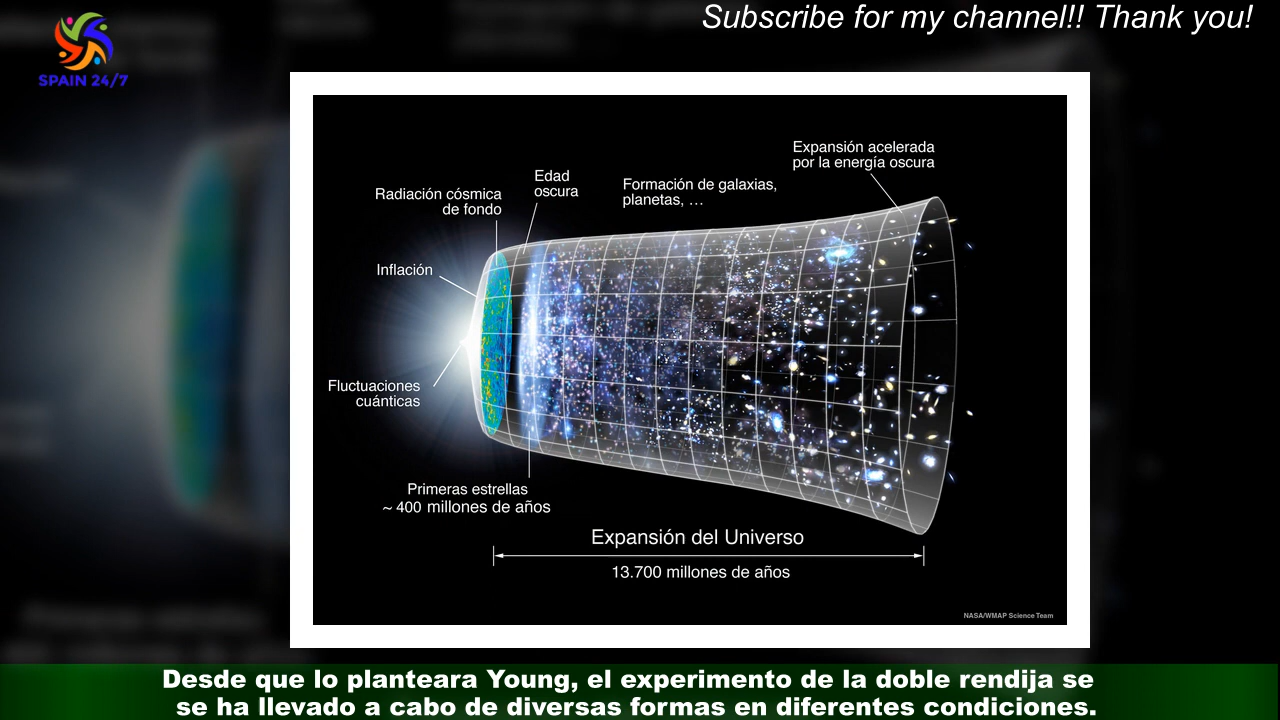 Subscribe for my channel!! Thank you!
SPAIN 24/7
Expansión acelerada
por la energía oscura
Edad
oscura
Formación de galaxias,
planetas, …
Radiación cósmica
de fondo
Inflación
Fluctuaciones
cuánticas
Primeras estrellas
~ 400 millones de años
Expansión del Universo
13.700 millones de años
NASA/WMAP Science Team
Desde que lo planteara Young, el experimento de la doble rendija se
se ha llevado a cabo de diversas formas en diferentes condiciones.